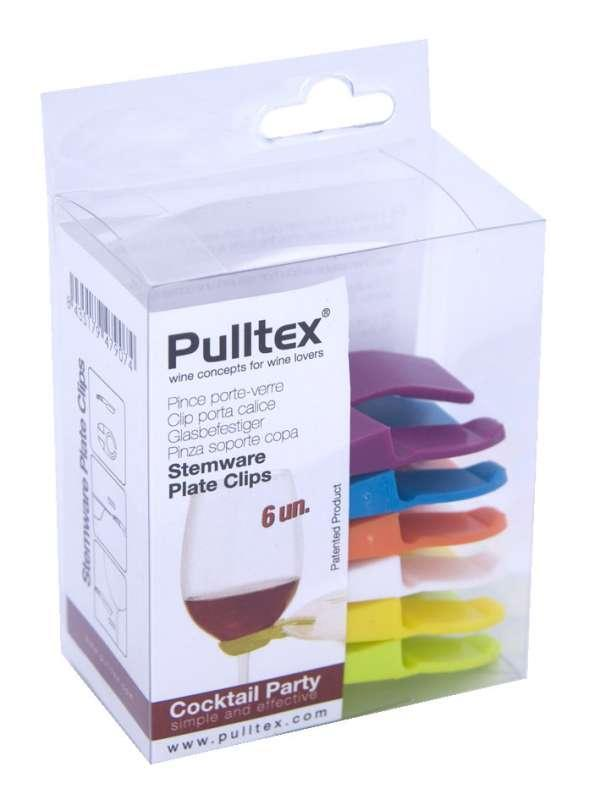 Pulltex®
wine concepts for wine lovers
Pince porte-verre
Clip porta calice
Glasbefestiger
Pinza soporte copa
Stemware
Plate Clips
6 un.
Patented Product
Cocktail Party
simple and effective
www.pulltex.com
Stemware Plate Clips
www.pulltex.com